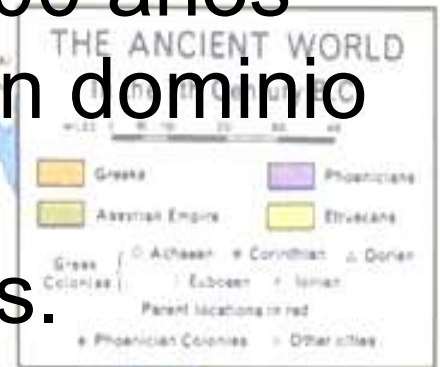 00 años
THE ANCIENT WORLD
n dominio
Greeks
Phoenicians
Assyrian Empire
Etruscans
Greek Colonies
Achaean
Corinthian
Dorian
Euboean
Ionian
Parent locations in red
Phoenician Colonies
Other cities
s.